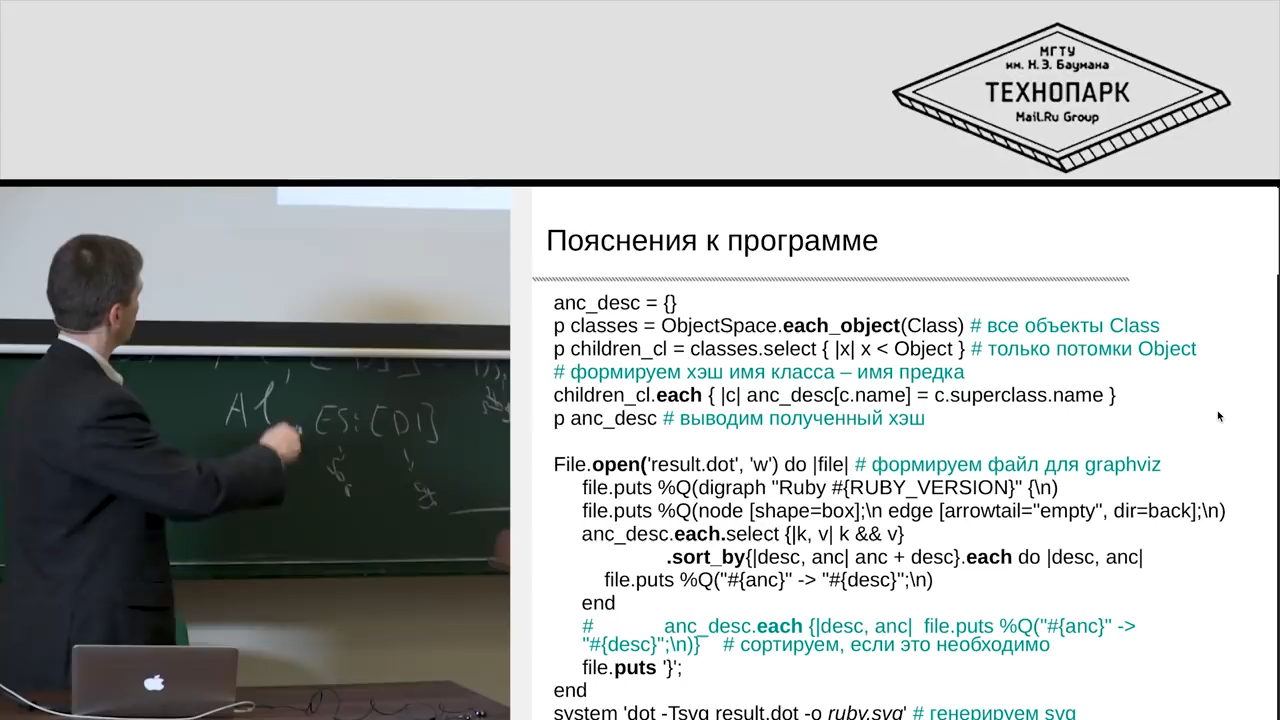 МГТУ
им. Н.Э. Баумана
ТЕХНОПАРК
Mail.Ru Group
Пояснения к программе
anc_desc = {}
p classes = ObjectSpace.each_object(Class) # все объекты Class
p children_cl = classes.select { |x| x < Object } # только потомки Object
# формируем хэш имя класса – имя предка
children_cl.each { |c| anc_desc[c.name] = c.superclass.name }
p anc_desc # выводим полученный хэш
File.open('result.dot', 'w') do |file| # формируем файл для graphviz
file.puts %Q(digraph "Ruby #{RUBY_VERSION}" {\n)
file.puts %Q(node [shape=box];\n edge [arrowtail="empty", dir=back];\n)
anc_desc.each.select {|k, v| k && v}
.sort_by{|desc, anc| anc + desc}.each do |desc, anc|
file.puts %Q("#{anc}" -> "#{desc}";\n)
end
# anc_desc.each {|desc, anc| file.puts %Q("#{anc}" ->
"#{desc}";\n)} # сортируем, если это необходимо
file.puts '}';
end
system 'dot -Tsvg result.dot -o ruby.svg' # генерируем svg